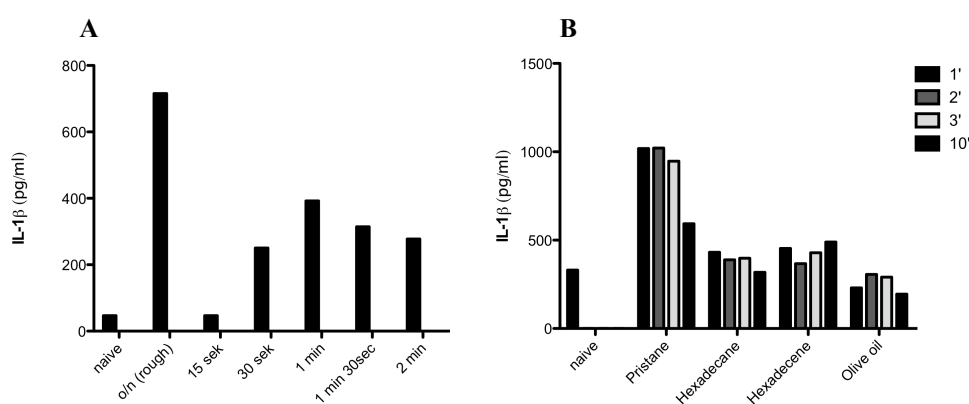 A
IL-1β (pg/ml)
800
600
400
200
0
naive
o/n (rough)
15 sek
30 sek
1 min
1 min 30sec
2 min
B
IL-1β (pg/ml)
1500
1000
500
0
naive
Pristane
Hexadecane
Hexadecene
Olive oil
1'
2'
3'
10'